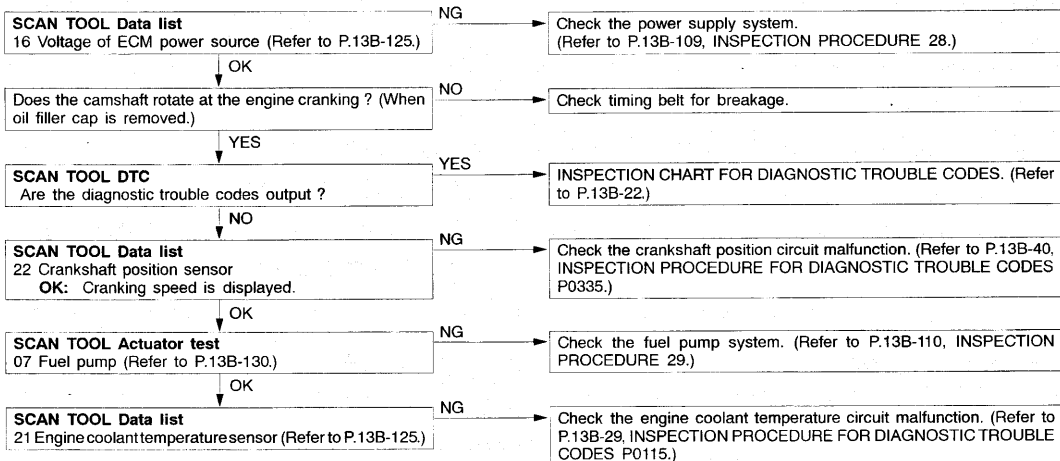 SCAN TOOL Data list
16 Voltage of ECM power source (Refer to P.13B-125.)
NG
Check the power supply system.
(Refer to P.13B-109, INSPECTION PROCEDURE 28.)
OK
Does the camshaft rotate at the engine cranking ? (When
oil filler cap is removed.)
NO
Check timing belt for breakage.
YES
SCAN TOOL DTC
Are the diagnostic trouble codes output ?
YES
INSPECTION CHART FOR DIAGNOSTIC TROUBLE CODES. (Refer
to P.13B-22.)
NO
SCAN TOOL Data list
22 Crankshaft position sensor
OK: Cranking speed is displayed.
NG
Check the crankshaft position circuit malfunction. (Refer to P.13B-40,
INSPECTION PROCEDURE FOR DIAGNOSTIC TROUBLE CODES
P0335.)
OK
SCAN TOOL Actuator test
07 Fuel pump (Refer to P.13B-130.)
NG
Check the fuel pump system. (Refer to P.13B-110, INSPECTION
PROCEDURE 29.)
OK
SCAN TOOL Data list
21 Engine coolant temperature sensor (Refer to P.13B-125.)
NG
Check the engine coolant temperature circuit malfunction. (Refer to
P.13B-29, INSPECTION PROCEDURE FOR DIAGNOSTIC TROUBLE
CODES P0115.)